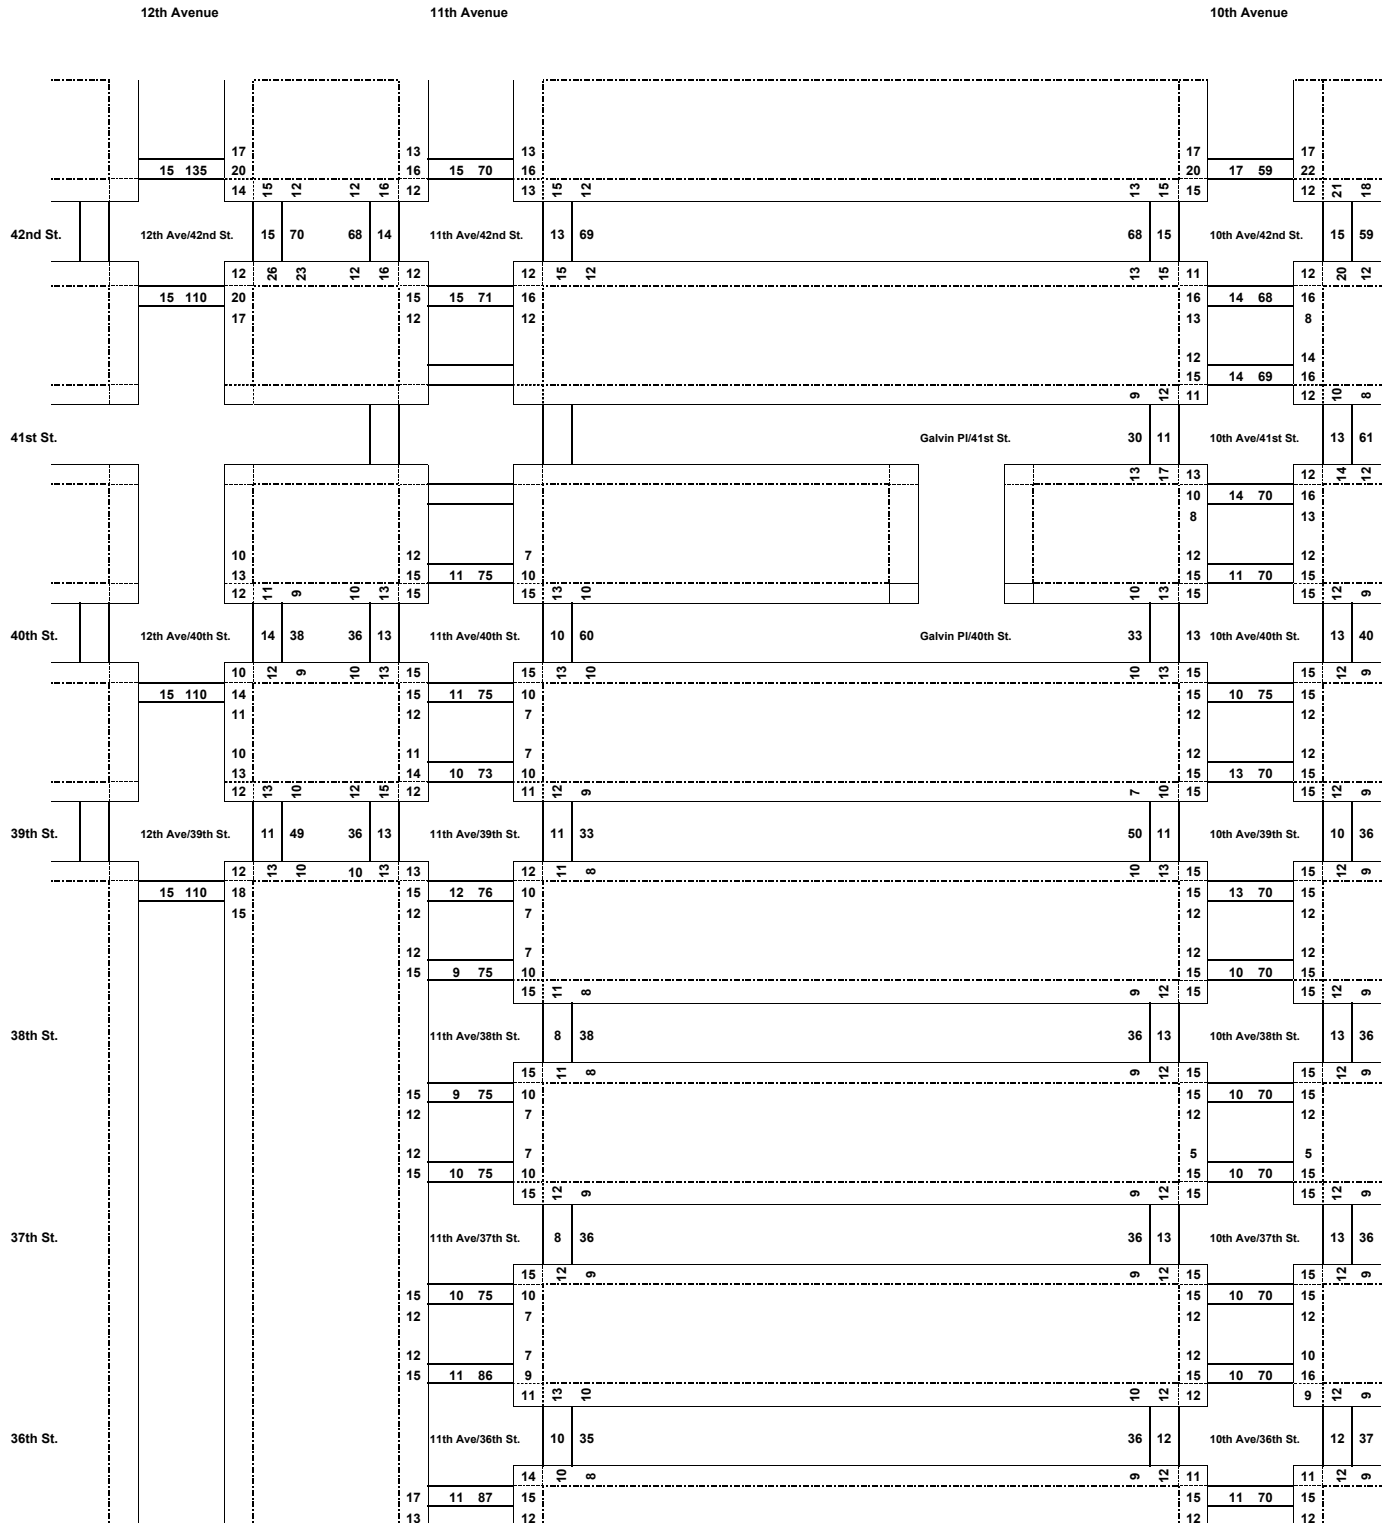 12th Avenue 11th Avenue 10th Avenue
17 13 13 17 17
15 135 20 16 15 70 16 20 17 59 22
14 15 12 12 16 12 13 15 12 13 15 15 12 21 18
42nd St. 12th Ave/42nd St. 15 70 68 14 11th Ave/42nd St. 13 69 68 15 10th Ave/42nd St. 15 59
12 26 23 12 16 12 12 15 12 13 15 11 12 20 12
15 110 20 15 15 71 16 16 14 68 16
17 12 12 13 8
12 14
15 14 69 16
9 12 11 12 10 8
41st St. Galvin Pl/41st St. 30 11 10th Ave/41st St. 13 61
13 17 13 12 14 12
10 14 70 16
8 13
10 12 7 12 12
13 15 11 75 10 15 11 70 15
12 11 9 10 13 15 15 13 10 10 13 15 15 12 9
40th St. 12th Ave/40th St. 14 38 36 13 11th Ave/40th St. 10 60 Galvin Pl/40th St. 33 13 10th Ave/40th St. 13 40
10 12 9 10 13 15 15 13 10 10 13 15 15 12 9
15 110 14 15 11 75 10 15 10 75 15
11 12 7 12 12
10 11 7 12 12
13 14 10 73 10 15 13 70 15
12 13 10 12 15 12 11 12 9 7 10 15 15 12 9
39th St. 12th Ave/39th St. 11 49 36 13 11th Ave/39th St. 11 33 50 11 10th Ave/39th St. 10 36
12 13 10 10 13 13 12 11 8 10 13 15 15 12 9
15 110 18 15 12 76 10 15 13 70 15
15 12 7 12 12
12 7 12 12
15 9 75 10 15 10 70 15
15 11 8 9 12 15 15 12 9
38th St. 11th Ave/38th St. 8 38 36 13 10th Ave/38th St. 13 36
15 11 8 9 12 15 15 12 9
15 9 75 10 15 10 70 15
12 7 12 12
12 7 5 5
15 10 75 10 15 10 70 15
15 12 9 9 12 15 15 12 9
37th St. 11th Ave/37th St. 8 36 36 13 10th Ave/37th St. 13 36
15 12 9 9 12 15 15 12 9
15 10 75 10 15 10 70 15
12 7 12 12
12 7 12 10
15 11 86 9 15 10 70 16
11 13 10 10 12 12 9 12 9
36th St. 11th Ave/36th St. 10 35 36 12 10th Ave/36th St. 12 37
14 10 8 9 12 11 11 12 9
17 11 87 15 15 11 70 15
13 12 12 12